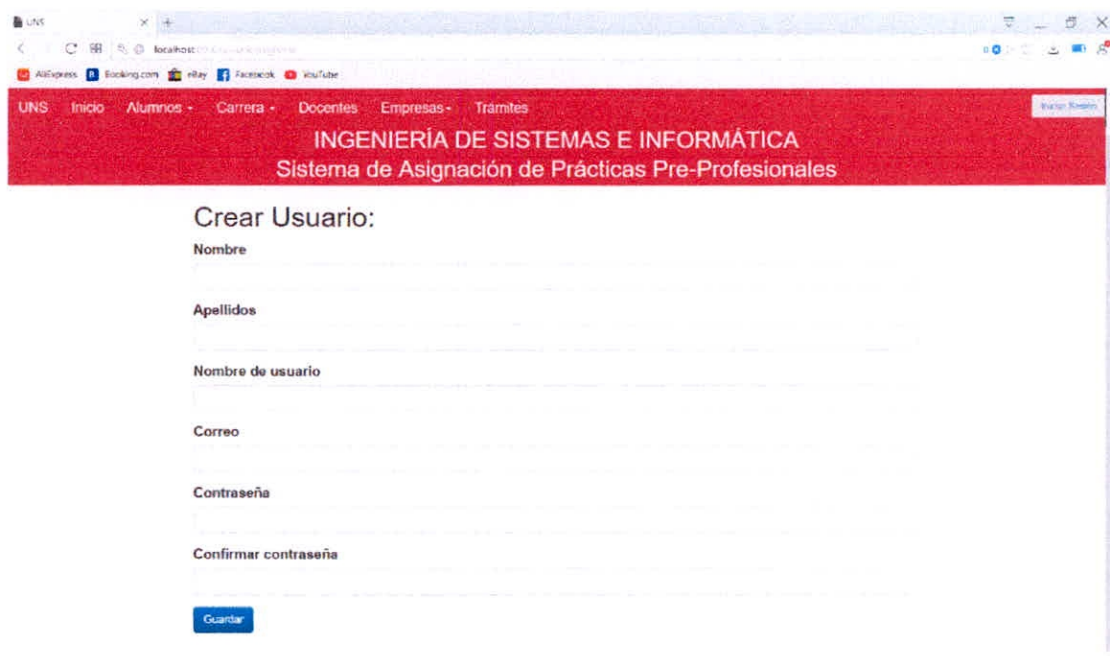 UNS
localhost
AliExpress Booking.com eBay Facebook YouTube
UNS Inicio Alumnos Carrera Docentes Empresas Trámites
Iniciar Sesión
INGENIERÍA DE SISTEMAS E INFORMÁTICA
Sistema de Asignación de Prácticas Pre-Profesionales
Crear Usuario:
Nombre
Apellidos
Nombre de usuario
Correo
Contraseña
Confirmar contraseña
Guardar